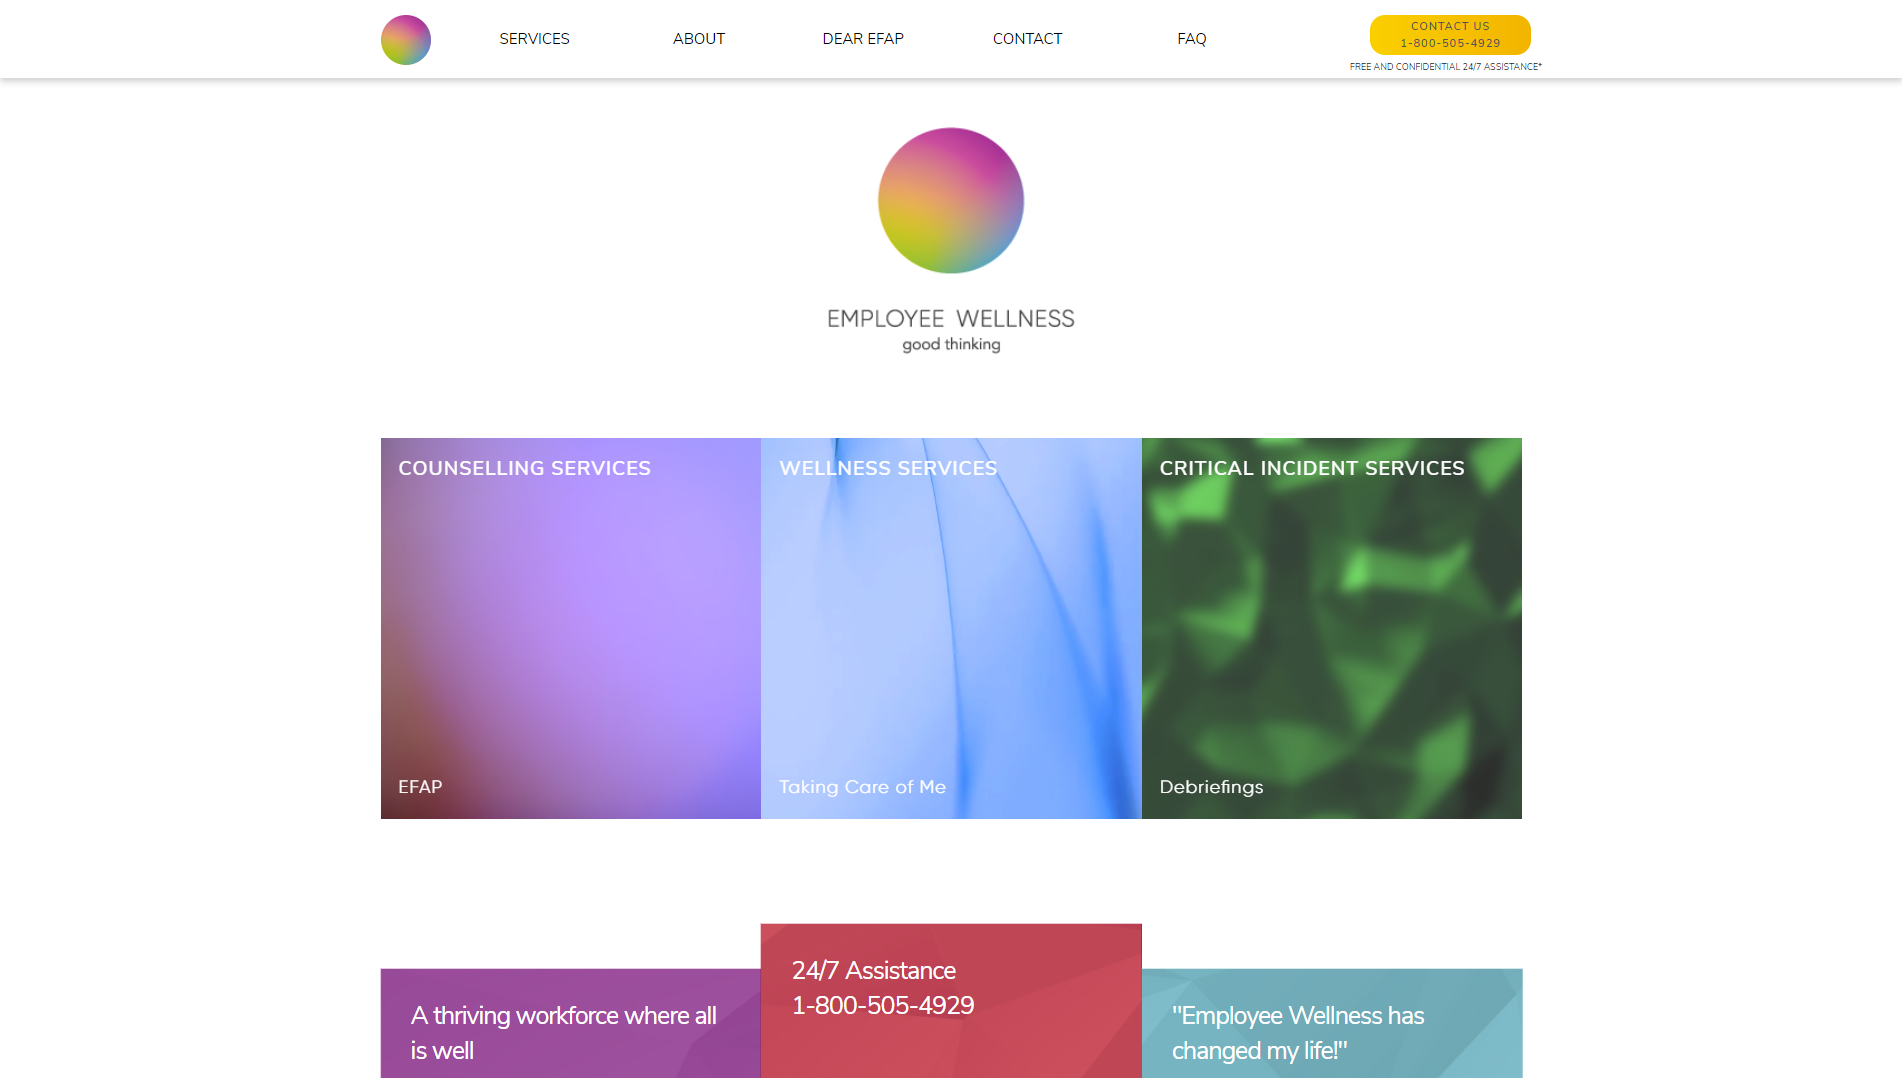 SERVICES
ABOUT
DEAR EFAP
CONTACT
FAQ
CONTACT US
1-800-505-4929
FREE AND CONFIDENTIAL 24/7 ASSISTANCE*
EMPLOYEE WELLNESS
good thinking
COUNSELLING SERVICES
WELLNESS SERVICES
CRITICAL INCIDENT SERVICES
EFAP
Taking Care of Me
Debriefings
24/7 Assistance
1-800-505-4929
A thriving workforce where all
is well
"Employee Wellness has
changed my life!"